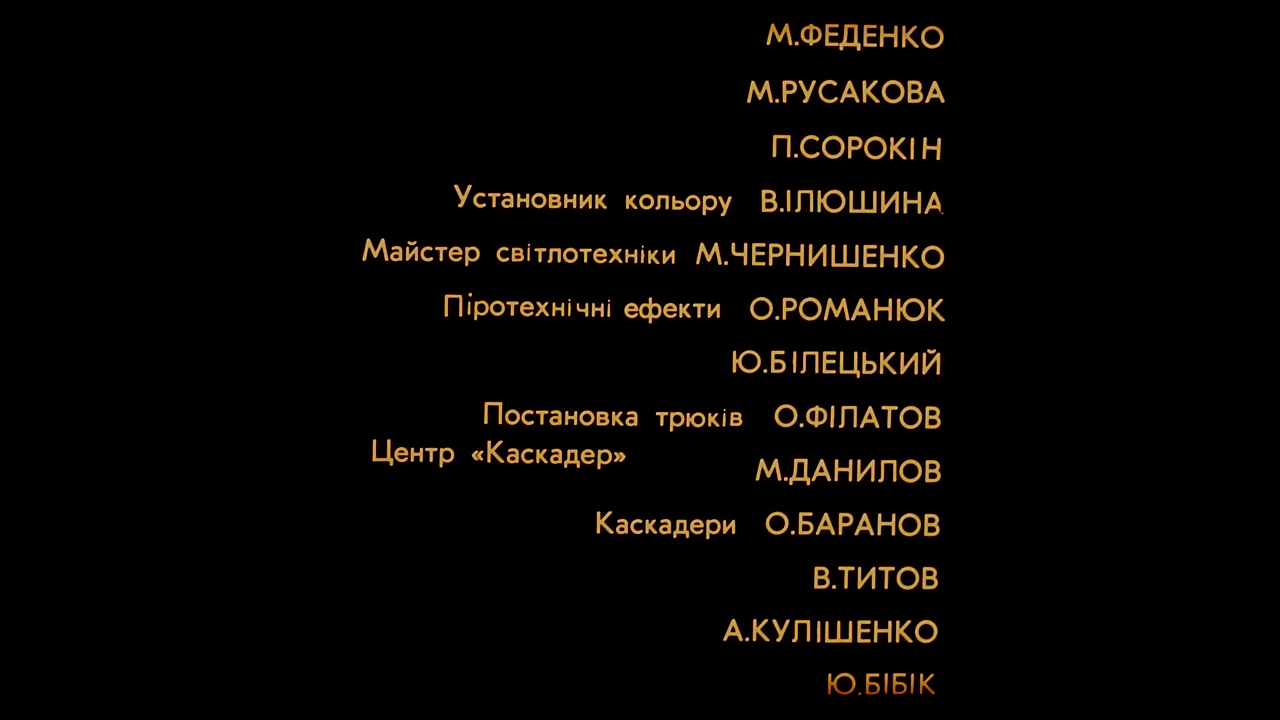 М.ФЕДЕНКО
М.РУСАКОВА
П.СОРОКІН
Установник кольору В.ІЛЮШИНА
Майстер світлотехніки М.ЧЕРНИШЕНКО
Піротехнічні ефекти О.РОМАНЮК
Ю.БІЛЕЦЬКИЙ
Постановка трюків О.ФІЛАТОВ
Центр «Каскадер»
М.ДАНИЛОВ
Каскадери О.БАРАНОВ
В.ТИТОВ
А.КУЛІШЕНКО
Ю.БІБІК